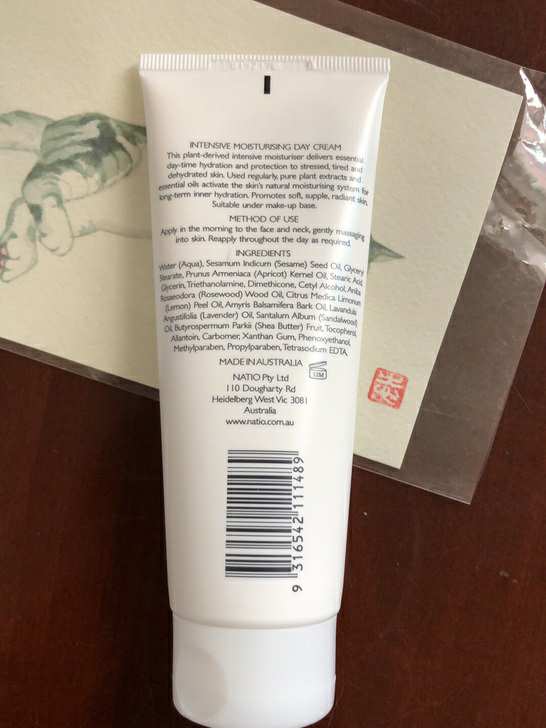 INTENSIVE MOISTURISING DAY CREAM
This plant-derived intensive moisturiser delivers essential
day-time hydration and protection to stressed, tired and
dehydrated skin. Used regularly, pure plant extracts and
essential oils activate the skin's natural moisturising system for
long-term inner hydration. Promotes soft, supple, radiant skin.
Suitable under make-up base.
METHOD OF USE
Apply in the morning to the face and neck, gently massaging
into skin. Reapply throughout the day as required.
INGREDIENTS
Water (Aqua), Sesamum Indicum (Sesame) Seed Oil, Glyceryl
Stearate, Prunus Armeniaca (Apricot) Kernel Oil, Stearic Acid,
Glycerin, Triethanolamine, Dimethicone, Cetyl Alcohol, Aniba
Rosaeodora (Rosewood) Wood Oil, Citrus Medica Limonum
(Lemon) Peel Oil, Amyris Balsamifera Bark Oil, Lavandula
Angustifolia (Lavender) Oil, Santalum Album (Sandalwood)
Oil, Butyrospermum Parkii (Shea Butter) Fruit, Tocopherol,
Allantoin, Carbomer, Xanthan Gum, Phenoxyethanol,
Methylparaben, Propylparaben, Tetrasodium EDTA.
MADE IN AUSTRALIA
12M
NATIO Pty Ltd
110 Dougharty Rd
Heidelberg West Vic 3081
Australia
www.natio.com.au
9 316542 111489